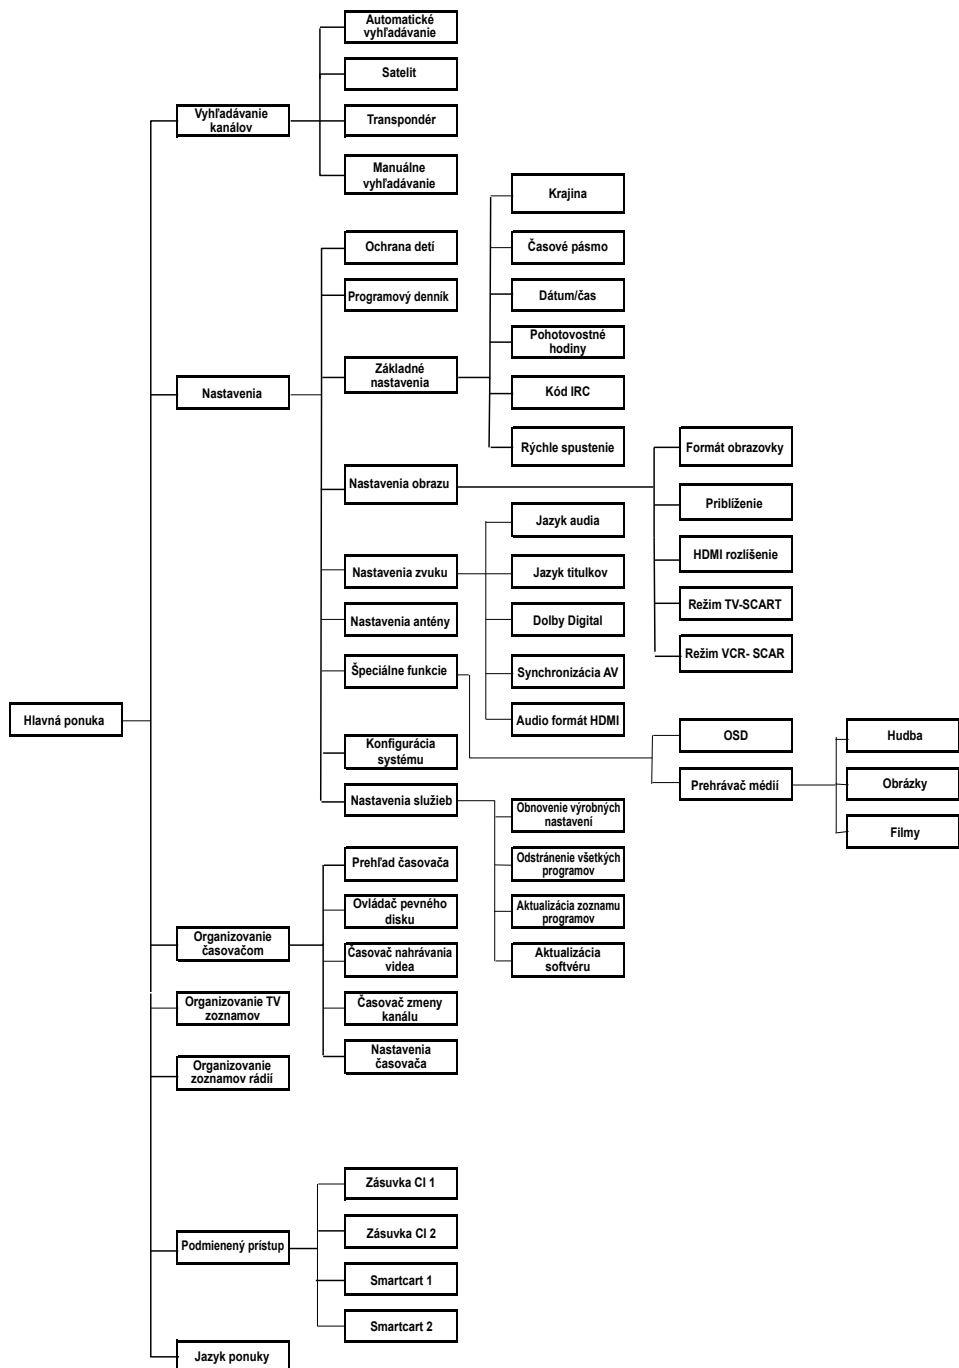 Automatické
vyhľadávanie
Satelit
Vyhľadávanie
kanálov
Transpondér
Manuálne
vyhľadávanie
Krajina
Ochrana detí
Časové pásmo
Programový denník
Dátum/čas
Pohotovostné
hodiny
Základné
nastavenia
Nastavenia
Kód IRC
Rýchle spustenie
Formát obrazovky
Nastavenia obrazu
Priblíženie
Jazyk audia
HDMI rozlíšenie
Nastavenia zvuku
Jazyk titulkov
Režim TV-SCART
Nastavenia antény
Dolby Digital
Režim VCR- SCAR
Špeciálne funkcie
Synchronizácia AV
Hlavná ponuka
Audio formát HDMI
OSD
Hudba
Konfigurácia
systému
Prehrávač médií
Obrázky
Nastavenia služieb
Obnovenie výrobných
nastavení
Filmy
Prehľad časovača
Odstránenie všetkých
programov
Ovládač pevného
disku
Aktualizácia zoznamu
programov
Organizovanie
časovačom
Časovač nahrávania
videa
Aktualizácia
softvéru
Organizovanie TV
zoznamov
Časovač zmeny
kanálu
Nastavenia
časovača
Organizovanie
zoznamov rádií
Zásuvka CI 1
Zásuvka CI 2
Podmienený prístup
Smartcart 1
Smartcart 2
Jazyk ponuky